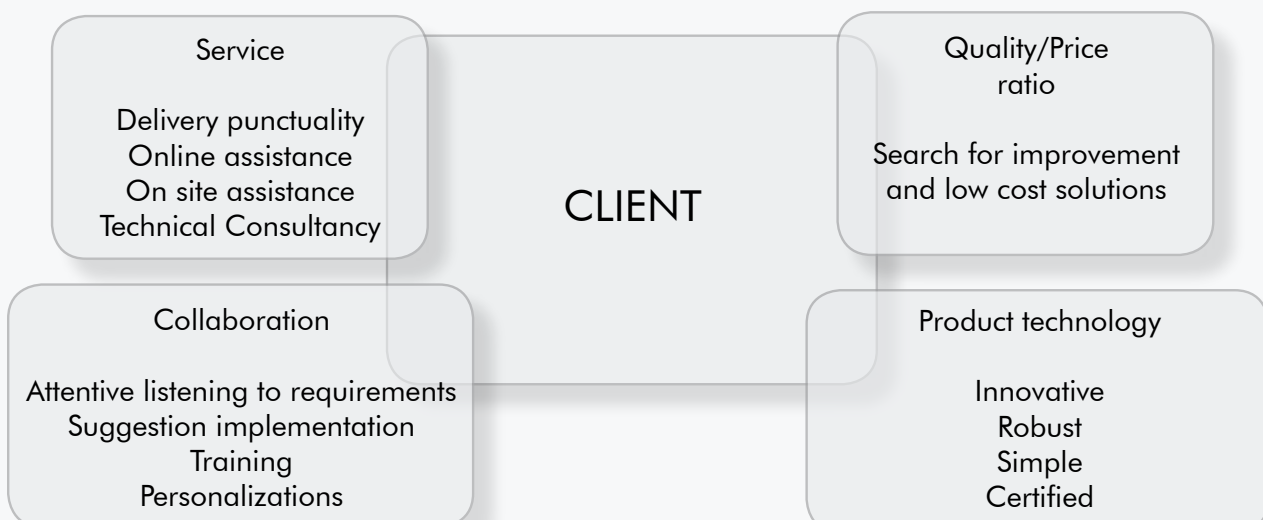 Service
Delivery punctuality
Online assistance
On site assistance
Technical Consultancy
CLIENT
Quality/Price
ratio
Search for improvement
and low cost solutions
Collaboration
Attentive listening to requirements
Suggestion implementation
Training
Personalizations
Product technology
Innovative
Robust
Simple
Certified